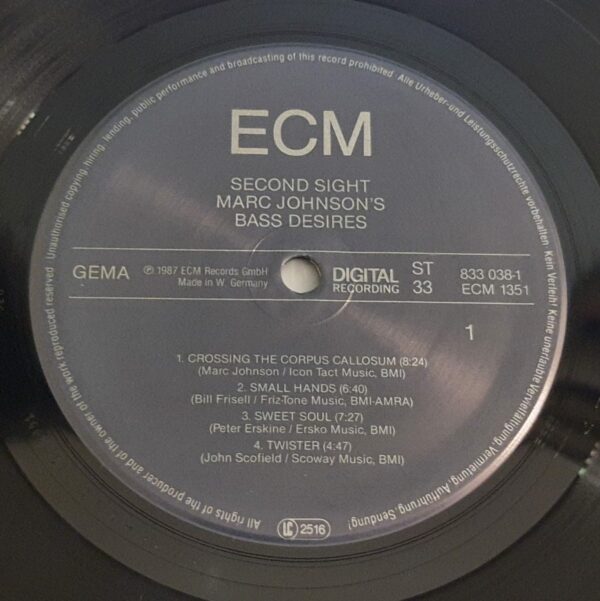 Unauthorised copying, hiring, lending, public performance and broadcasting of this record prohibited. Alle Urheber-und Leistungsschutzrechte vorbehalten. Kein Verleih! Keine unerlaubte Vervielfältigung, Vermietung, Aufführung, Sendung!
ECM
SECOND SIGHT
MARC JOHNSON'S
BASS DESIRES
GEMA
℗ 1987 ECM Records GmbH
Made in W. Germany
DIGITAL
RECORDING
ST
33
833 038-1
ECM 1351
1
1. CROSSING THE CORPUS CALLOSUM (8:24)
(Marc Johnson / Icon Tact Music, BMI)
2. SMALL HANDS (6:40)
(Bill Frisell / Friz-Tone Music, BMI-AMRA)
3. SWEET SOUL (7:27)
(Peter Erskine / Ersko Music, BMI)
4. TWISTER (4:47)
(John Scofield / Scoway Music, BMI)
All rights of the producer and of the owner of the work reproduced reserved.
LC 2516